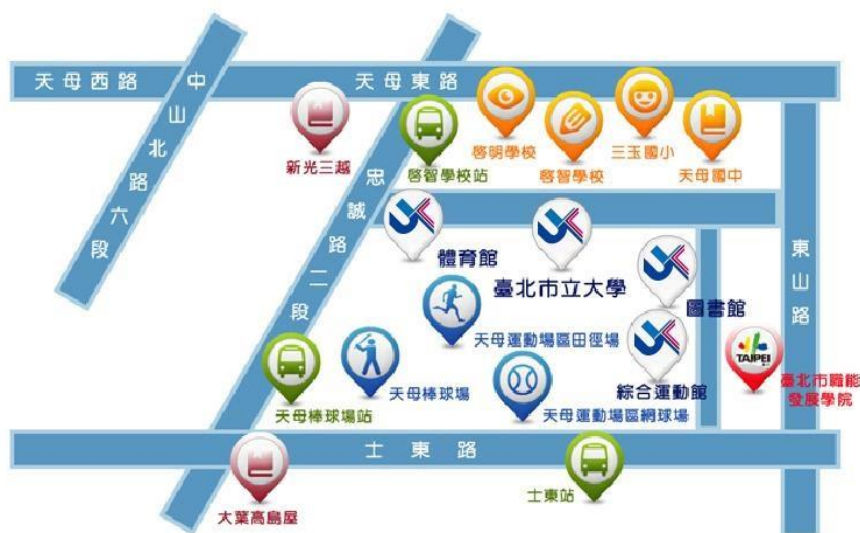 天母西路
天母東路
中山北路六段
新光三越
啓智學校站
啓明學校
啓智學校
三玉國小
天母國中
忠誠路二段
東山路
體育館
臺北市立大學
圖書館
天母運動場區田徑場
TAIPEI
臺北市職能
發展學院
綜合運動館
天母棒球場站
天母棒球場
天母運動場區網球場
士東路
大葉高島屋
士東站